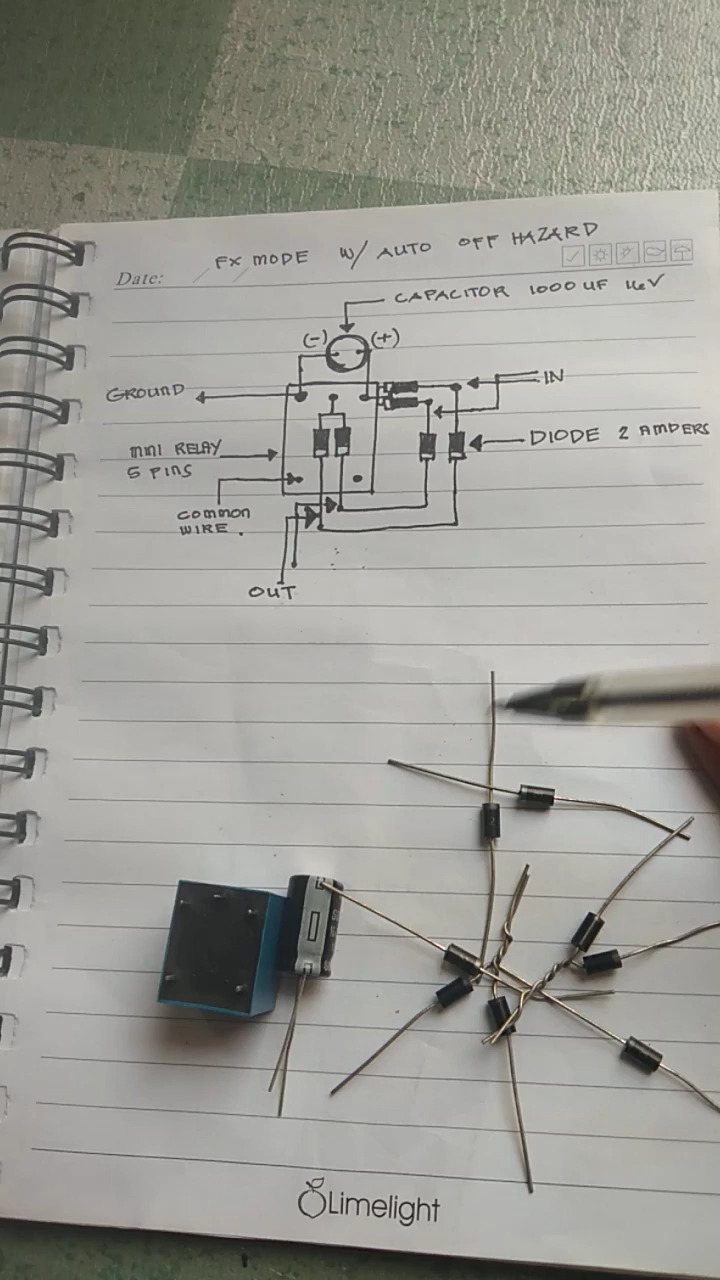 FX MODE W/ AUTO OFF HAZARD
Date:
CAPACITOR 1000 UF 16V
(-) (+)
GROUND
IN
DIODE 2 AMPERS
MINI RELAY
5 PINS
COMMON
WIRE.
OUT
Limelight